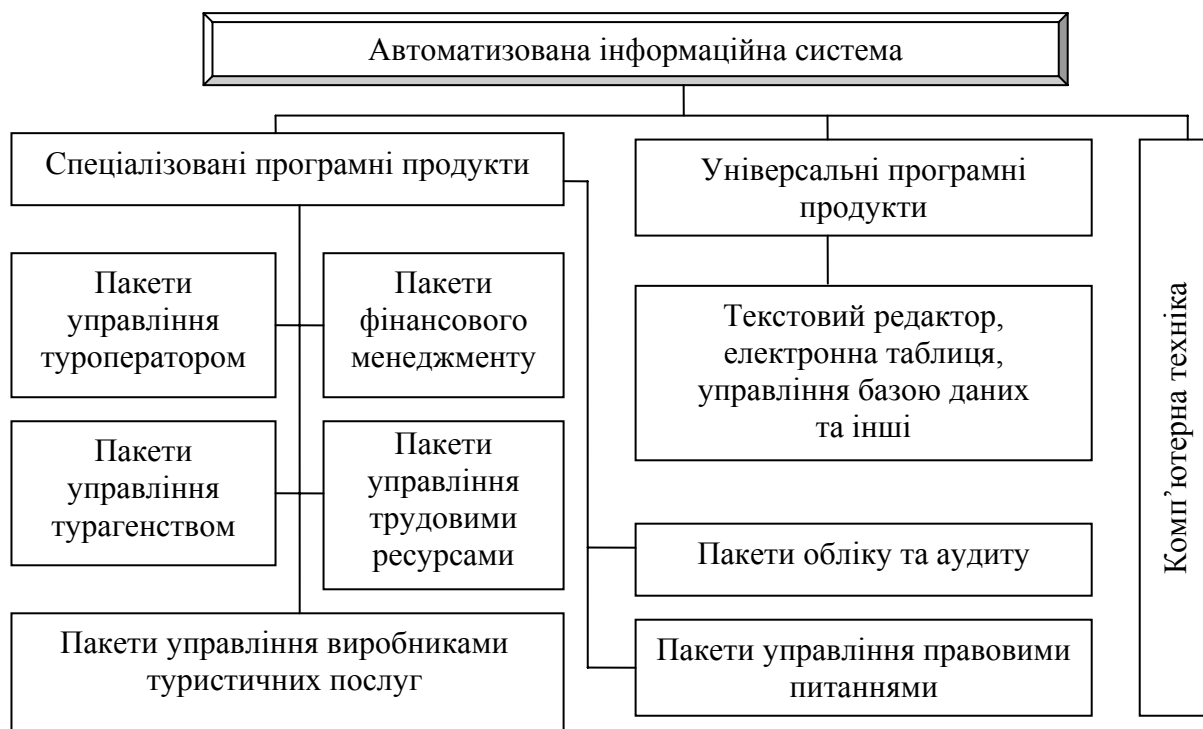 Автоматизована інформаційна система
Спеціалізовані програмні продукти
Універсальні програмні
продукти
Пакети
управління
туроператором
Пакети
фінансового
менеджменту
Текстовий редактор,
електронна таблиця,
управління базою даних
та інші
Пакети
управління
турагенством
Пакети
управління
трудовими
ресурсами
Пакети обліку та аудиту
Пакети управління виробниками
туристичних послуг
Пакети управління правовими
питаннями
Комп’ютерна техніка